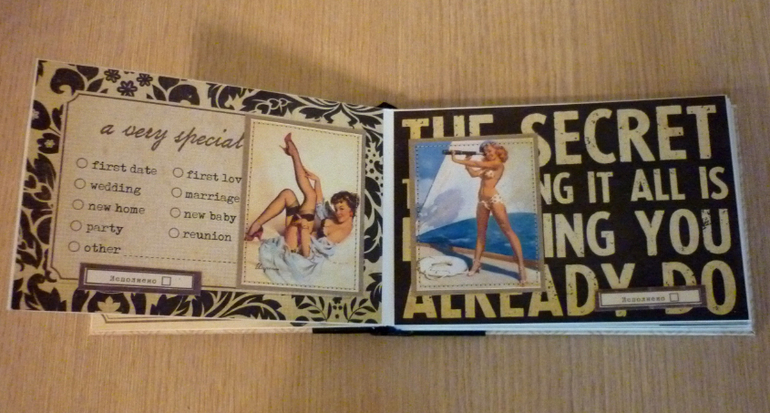 a very special
first date
wedding
new home
party
other
first lov
marriage
new baby
reunion
Исполнено
THE SECRET
NG IT ALL IS
ING YOU
ALREADY DO
Исполнено